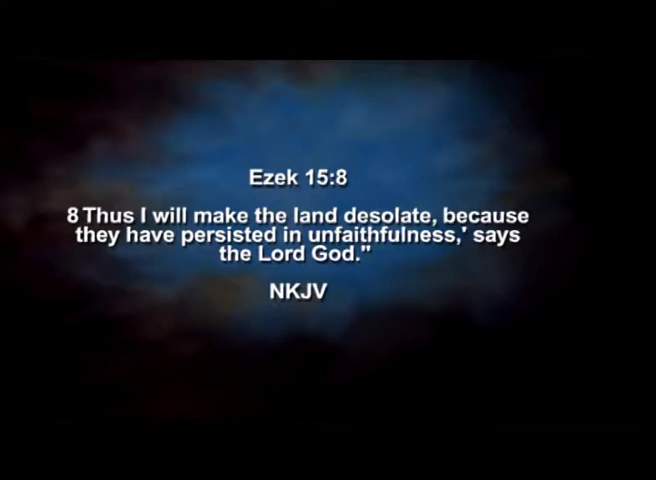 Ezek 15:8
8 Thus I will make the land desolate, because
they have persisted in unfaithfulness,' says
the Lord God."
NKJV